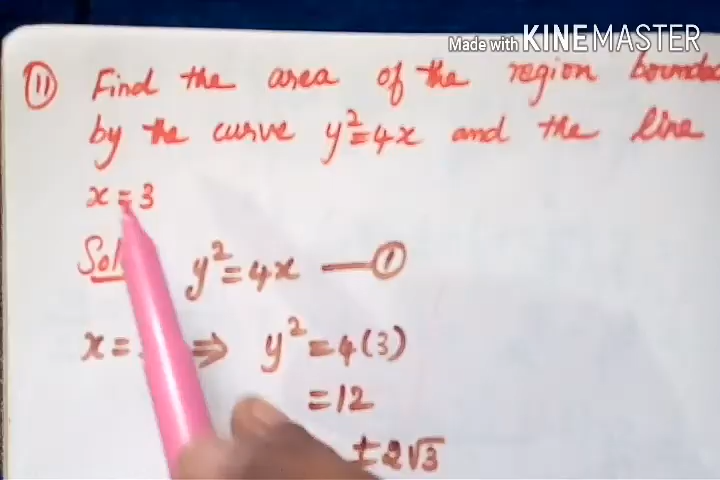 Made with KINEMASTER
⑪ Find the area of the region bounde
by the curve y²=4x and the line
x=3
Sol y²=4x —①
x= ⇒ y²=4(3)
=12
±2√3